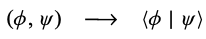 (ϕ, ψ) ⟶ ⟨ϕ | ψ⟩